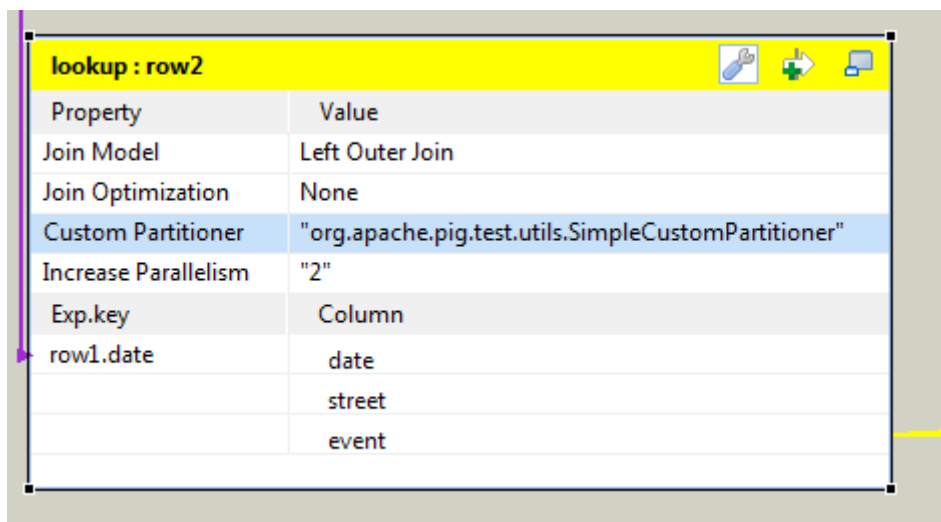 lookup : row2
Property Value
Join Model Left Outer Join
Join Optimization None
Custom Partitioner "org.apache.pig.test.utils.SimpleCustomPartitioner"
Increase Parallelism "2"
Exp.key Column
row1.date date
street
event